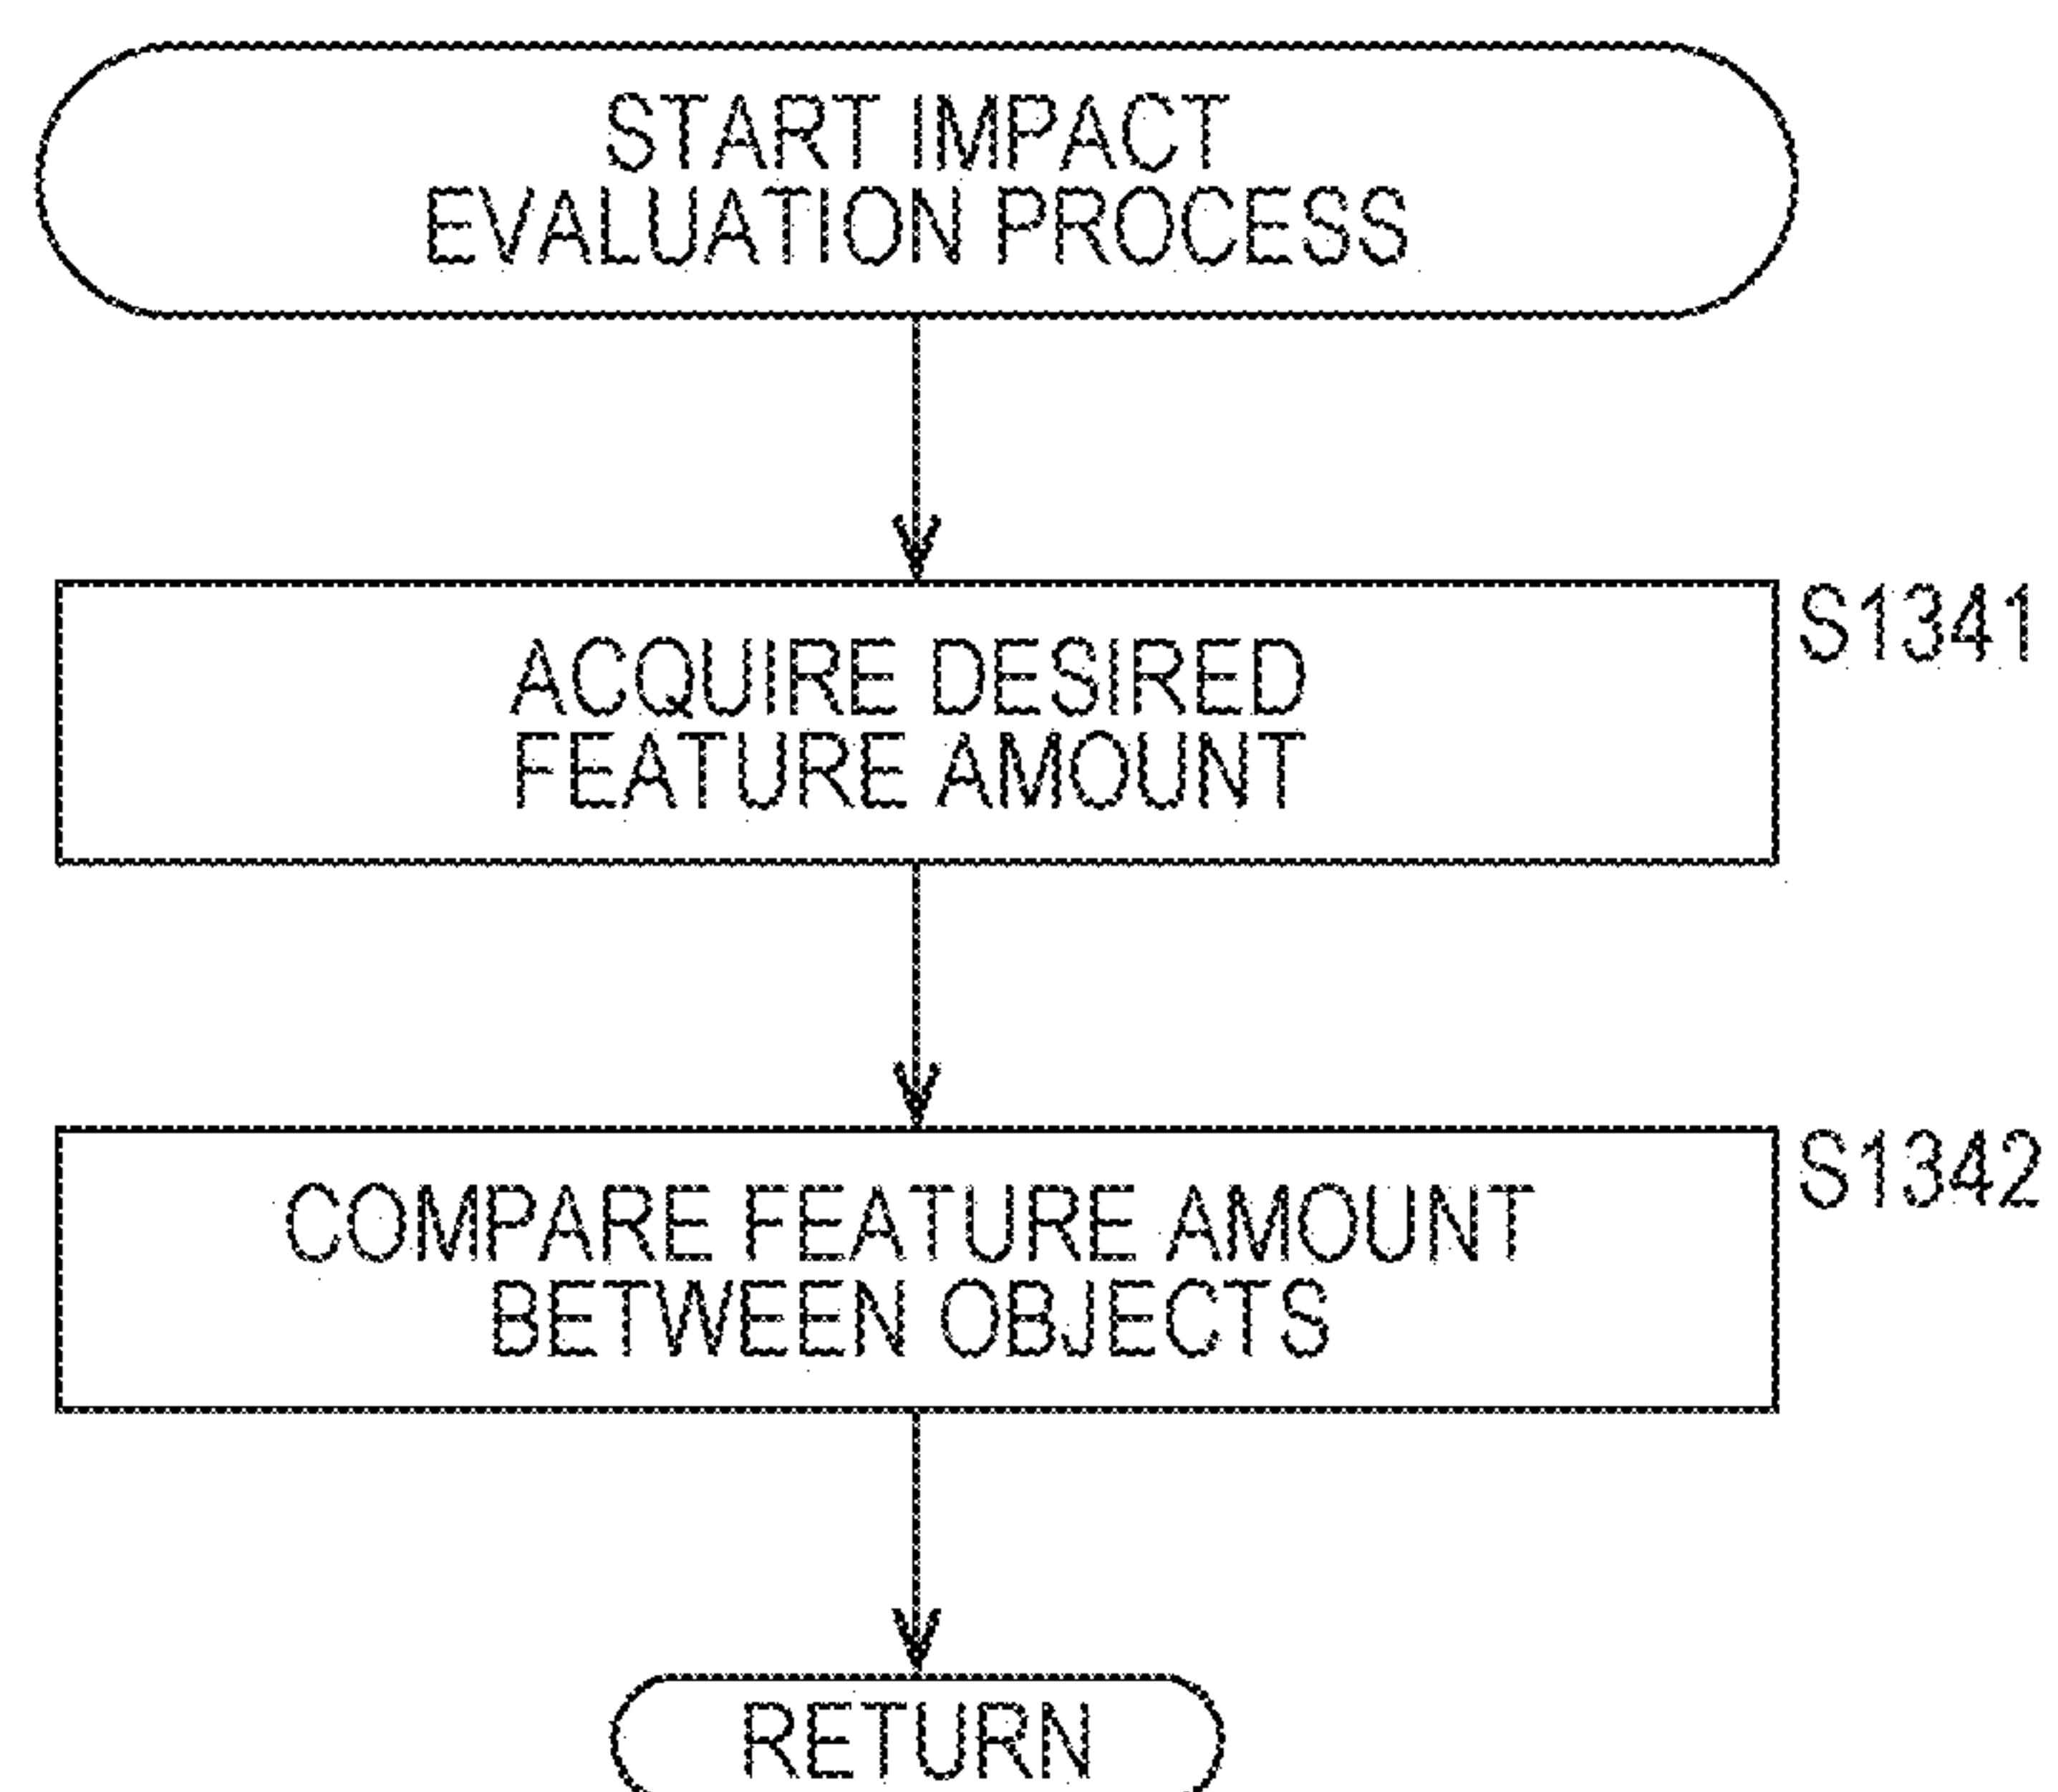 START IMPACT
EVALUATION PROCESS
ACQUIRE DESIRED
FEATURE AMOUNT
S1341
COMPARE FEATURE AMOUNT
BETWEEN OBJECTS
S1342
RETURN